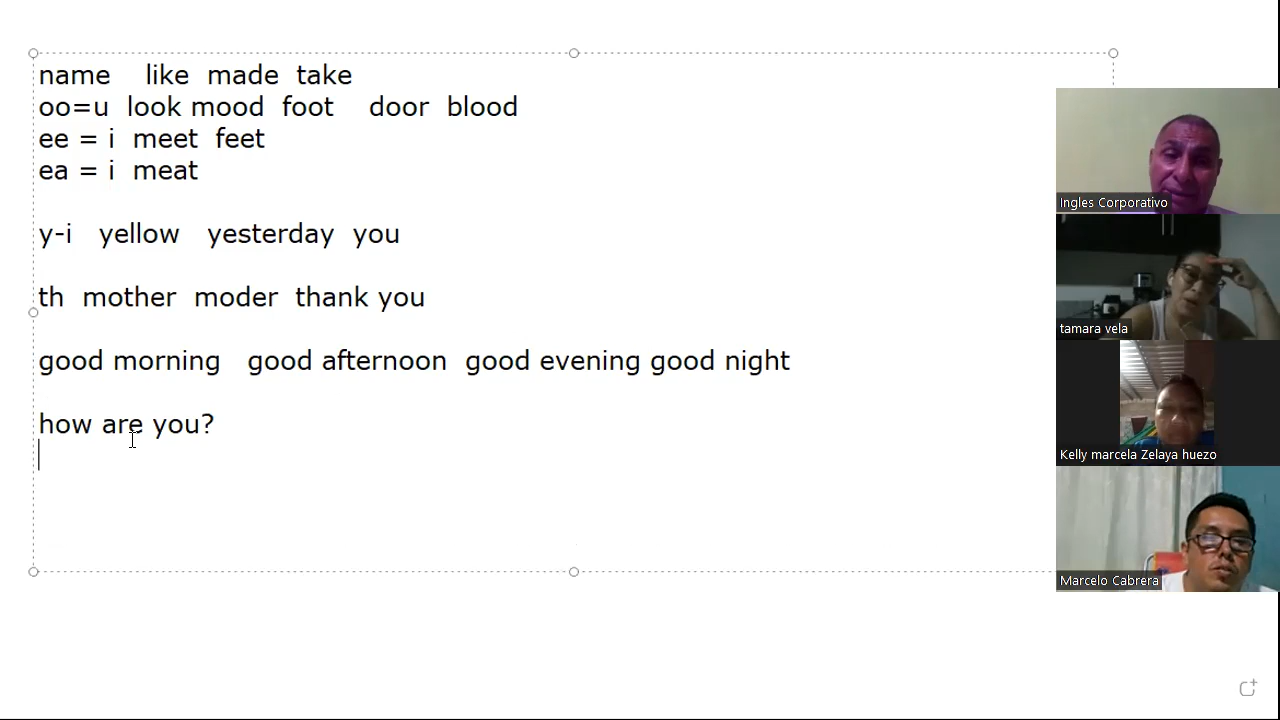 name like made take
oo=u look mood foot door blood
ee = i meet feet
ea = i meat
y-i yellow yesterday you
th mother moder thank you
good morning good afternoon good evening good night
how are you?
Ingles Corporativo
tamara vela
Kelly marcela Zelaya huezo
Marcelo Cabrera